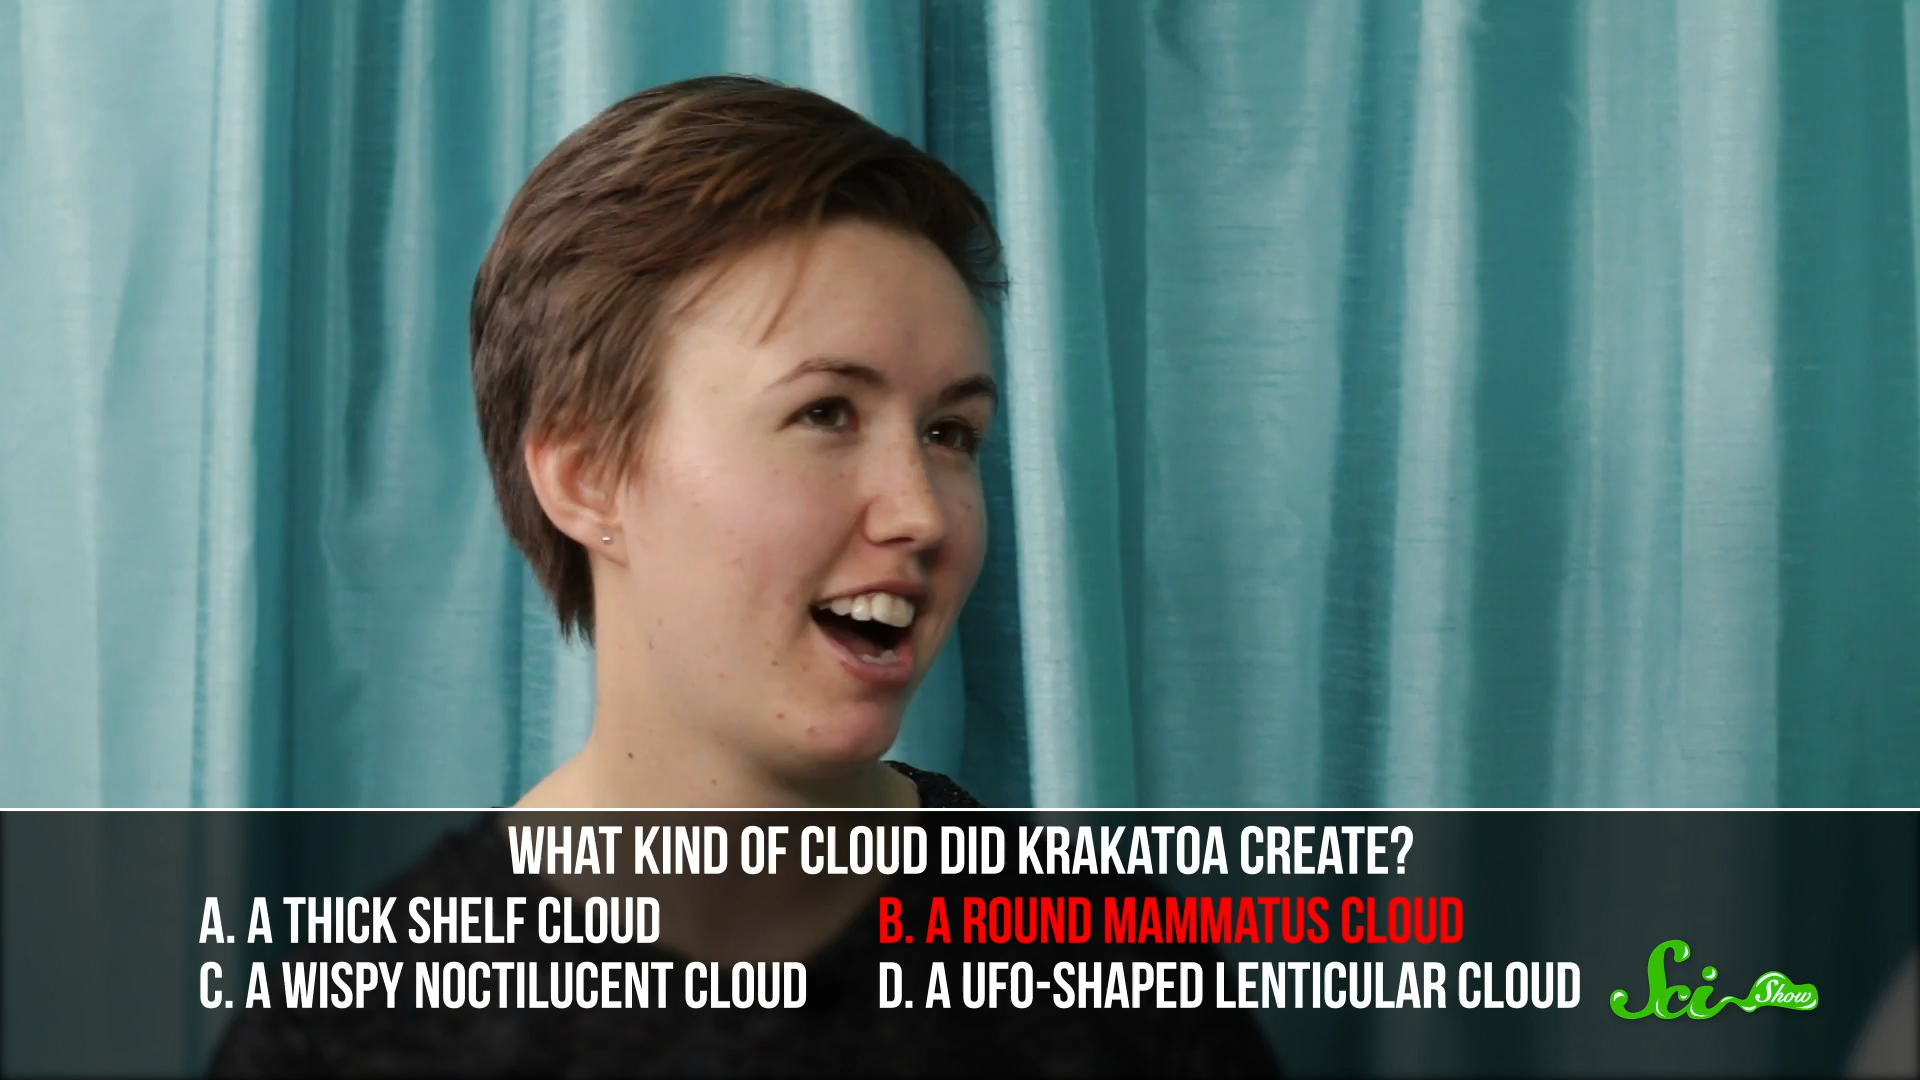 WHAT KIND OF CLOUD DID KRAKATOA CREATE?
A. A THICK SHELF CLOUD
B. A ROUND MAMMATUS CLOUD
C. A WISPY NOCTILUCENT CLOUD
D. A UFO-SHAPED LENTICULAR CLOUD
Sci Show